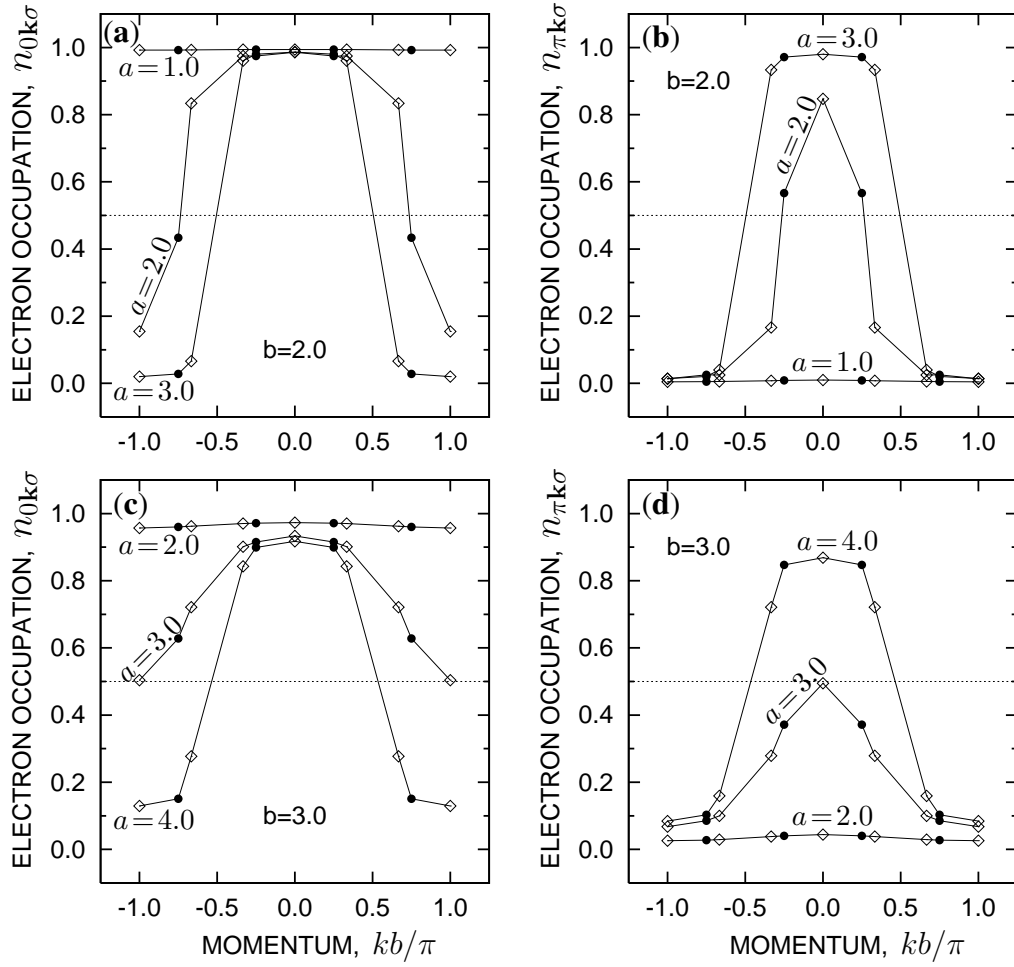 (a)
a=1.0
a=2.0
a=3.0
b=2.0
ELECTRON OCCUPATION, n₀𝐤σ
1.0
0.8
0.6
0.4
0.2
0.0
-1.0 -0.5 0.0 0.5 1.0
(b)
a=3.0
b=2.0
a=2.0
a=1.0
ELECTRON OCCUPATION, nπ𝐤σ
1.0
0.8
0.6
0.4
0.2
0.0
-1.0 -0.5 0.0 0.5 1.0
(c)
a=2.0
a=3.0
a=4.0
b=3.0
ELECTRON OCCUPATION, n₀𝐤σ
1.0
0.8
0.6
0.4
0.2
0.0
-1.0 -0.5 0.0 0.5 1.0
MOMENTUM, kb/π
(d)
a=4.0
b=3.0
a=3.0
a=2.0
ELECTRON OCCUPATION, nπ𝐤σ
1.0
0.8
0.6
0.4
0.2
0.0
-1.0 -0.5 0.0 0.5 1.0
MOMENTUM, kb/π